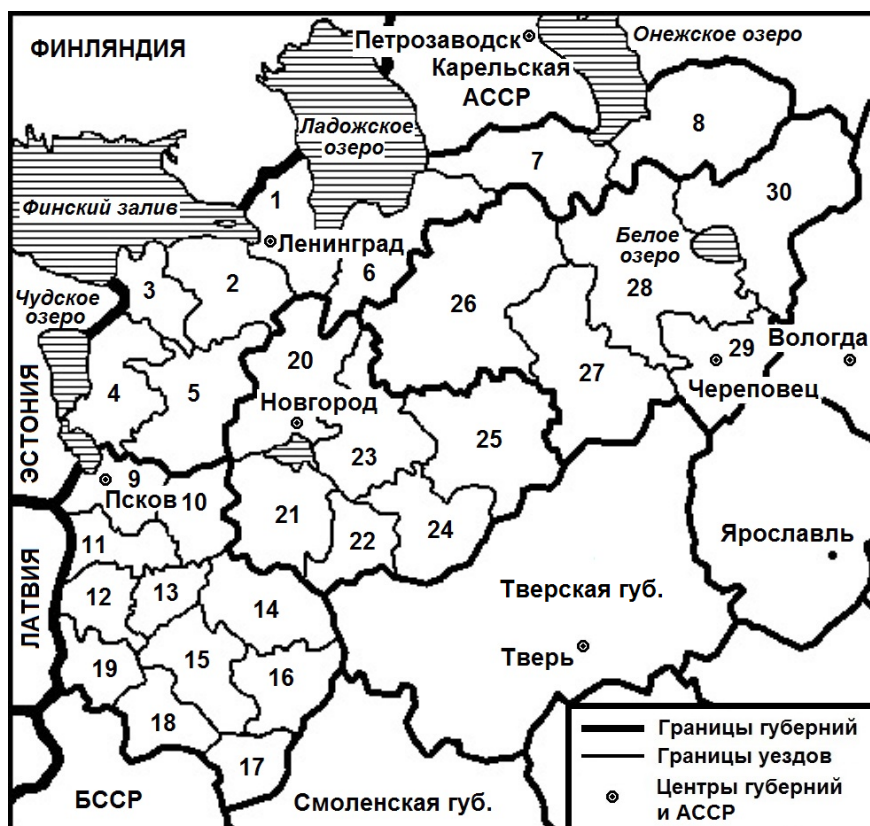 ФИНЛЯНДИЯ
Петрозаводск
Карельская
АССР
Онежское озеро
Ладожское
озеро
Финский залив
Ленинград
Чудское
озеро
Белое
озеро
ЭСТОНИЯ
ЛАТВИЯ
Новгород
Псков
Череповец
Вологда
Ярославль
Тверская губ.
Тверь
БССР
Смоленская губ.
1
2
3
4
5
6
7
8
9
10
11
12
13
14
15
16
17
18
19
20
21
22
23
24
25
26
27
28
29
30
Границы губерний
Границы уездов
Центры губерний
и АССР